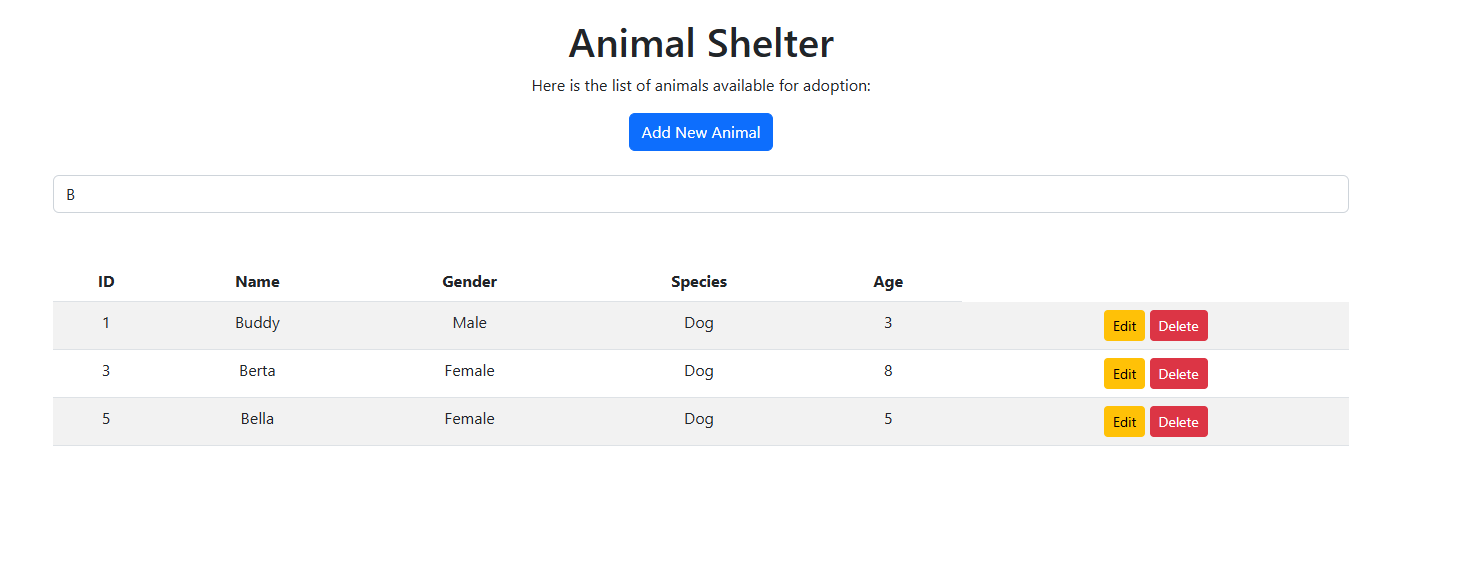 Animal Shelter
Here is the list of animals available for adoption:
Add New Animal
B
ID Name Gender Species Age
1 Buddy Male Dog 3 Edit Delete
3 Berta Female Dog 8 Edit Delete
5 Bella Female Dog 5 Edit Delete